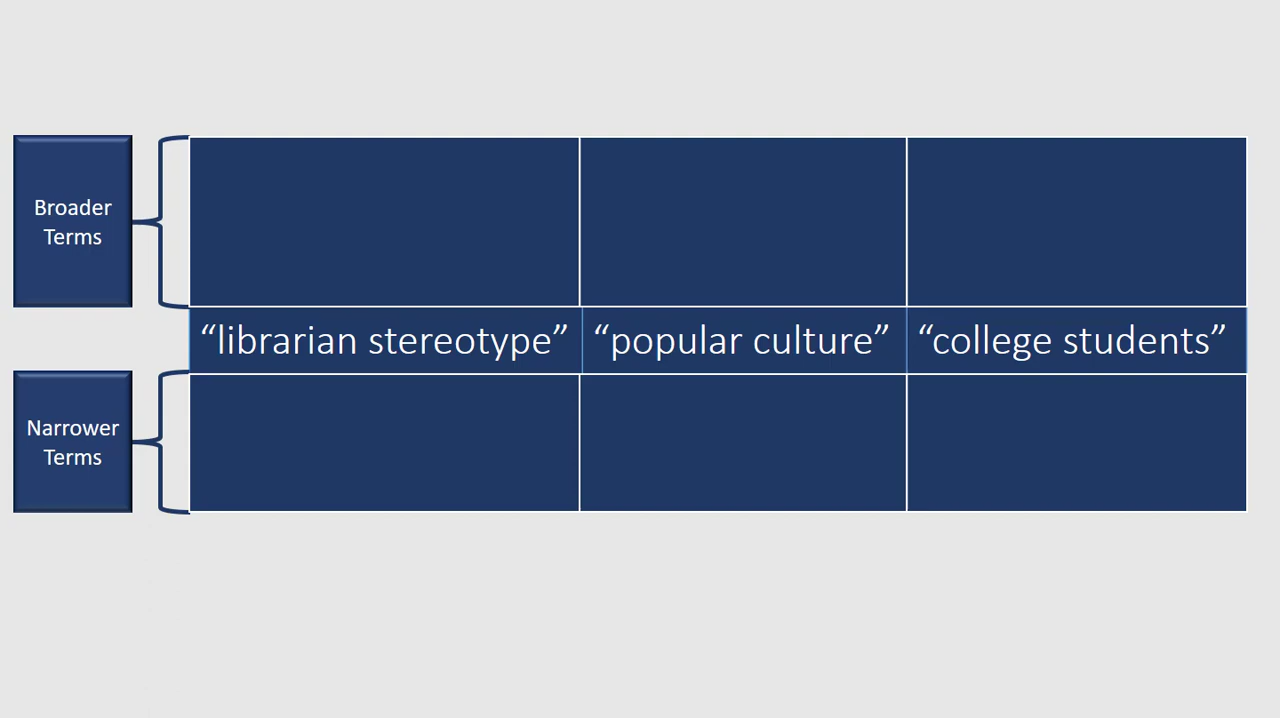 Broader
Terms
“librarian stereotype” “popular culture” “college students”
Narrower
Terms